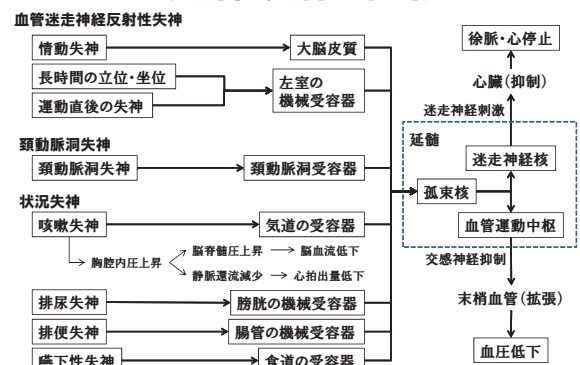 血管迷走神経反射性失神
情動失神
大脳皮質
長時間の立位・坐位
運動直後の失神
左室の
機械受容器
頚動脈洞失神
頚動脈洞失神
頚動脈洞受容器
状況失神
咳嗽失神
気道の受容器
胸腔内圧上昇
脳脊髄圧上昇
脳血流低下
静脈還流減少
心拍出量低下
排尿失神
膀胱の機械受容器
排便失神
腸管の機械受容器
嚥下性失神
食道の受容器
徐脈・心停止
心臓(抑制)
迷走神経刺激
延髄
迷走神経核
孤束核
血管運動中枢
交感神経抑制
末梢血管(拡張)
血圧低下